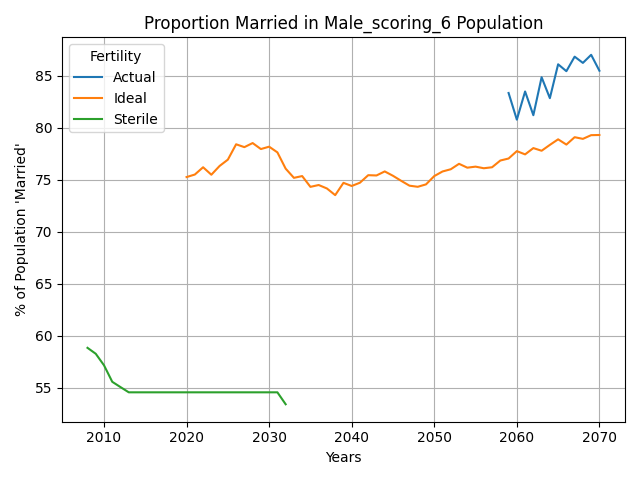 Proportion Married in Male_scoring_6 Population
Fertility
Actual
Ideal
Sterile
% of Population 'Married'
85
80
75
70
65
60
55
2010 2020 2030 2040 2050 2060 2070
Years